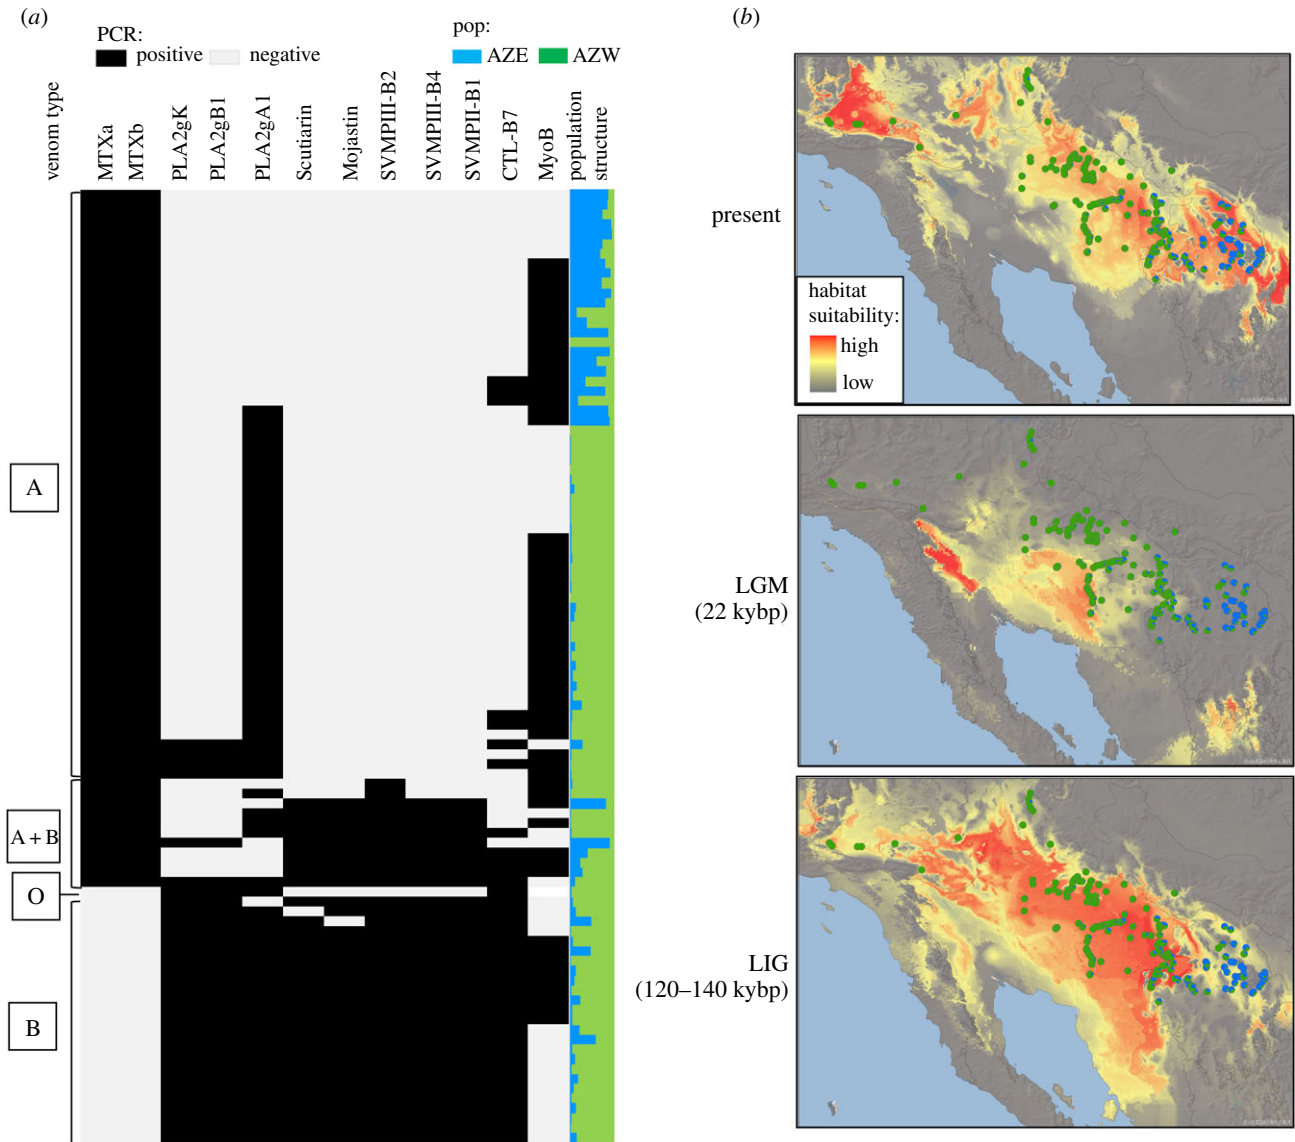 (a)
PCR:
positive
negative
pop:
AZE
AZW
venom type
MTXa
MTXb
PLA2gK
PLA2gB1
PLA2gA1
Scutiarin
Mojastin
SVMPIII-B2
SVMPIII-B4
SVMPII-B1
CTL-B7
MyoB
population
structure
A
A + B
O
B
(b)
present
habitat
suitability:
high
low
LGM
(22 kybp)
LIG
(120–140 kybp)